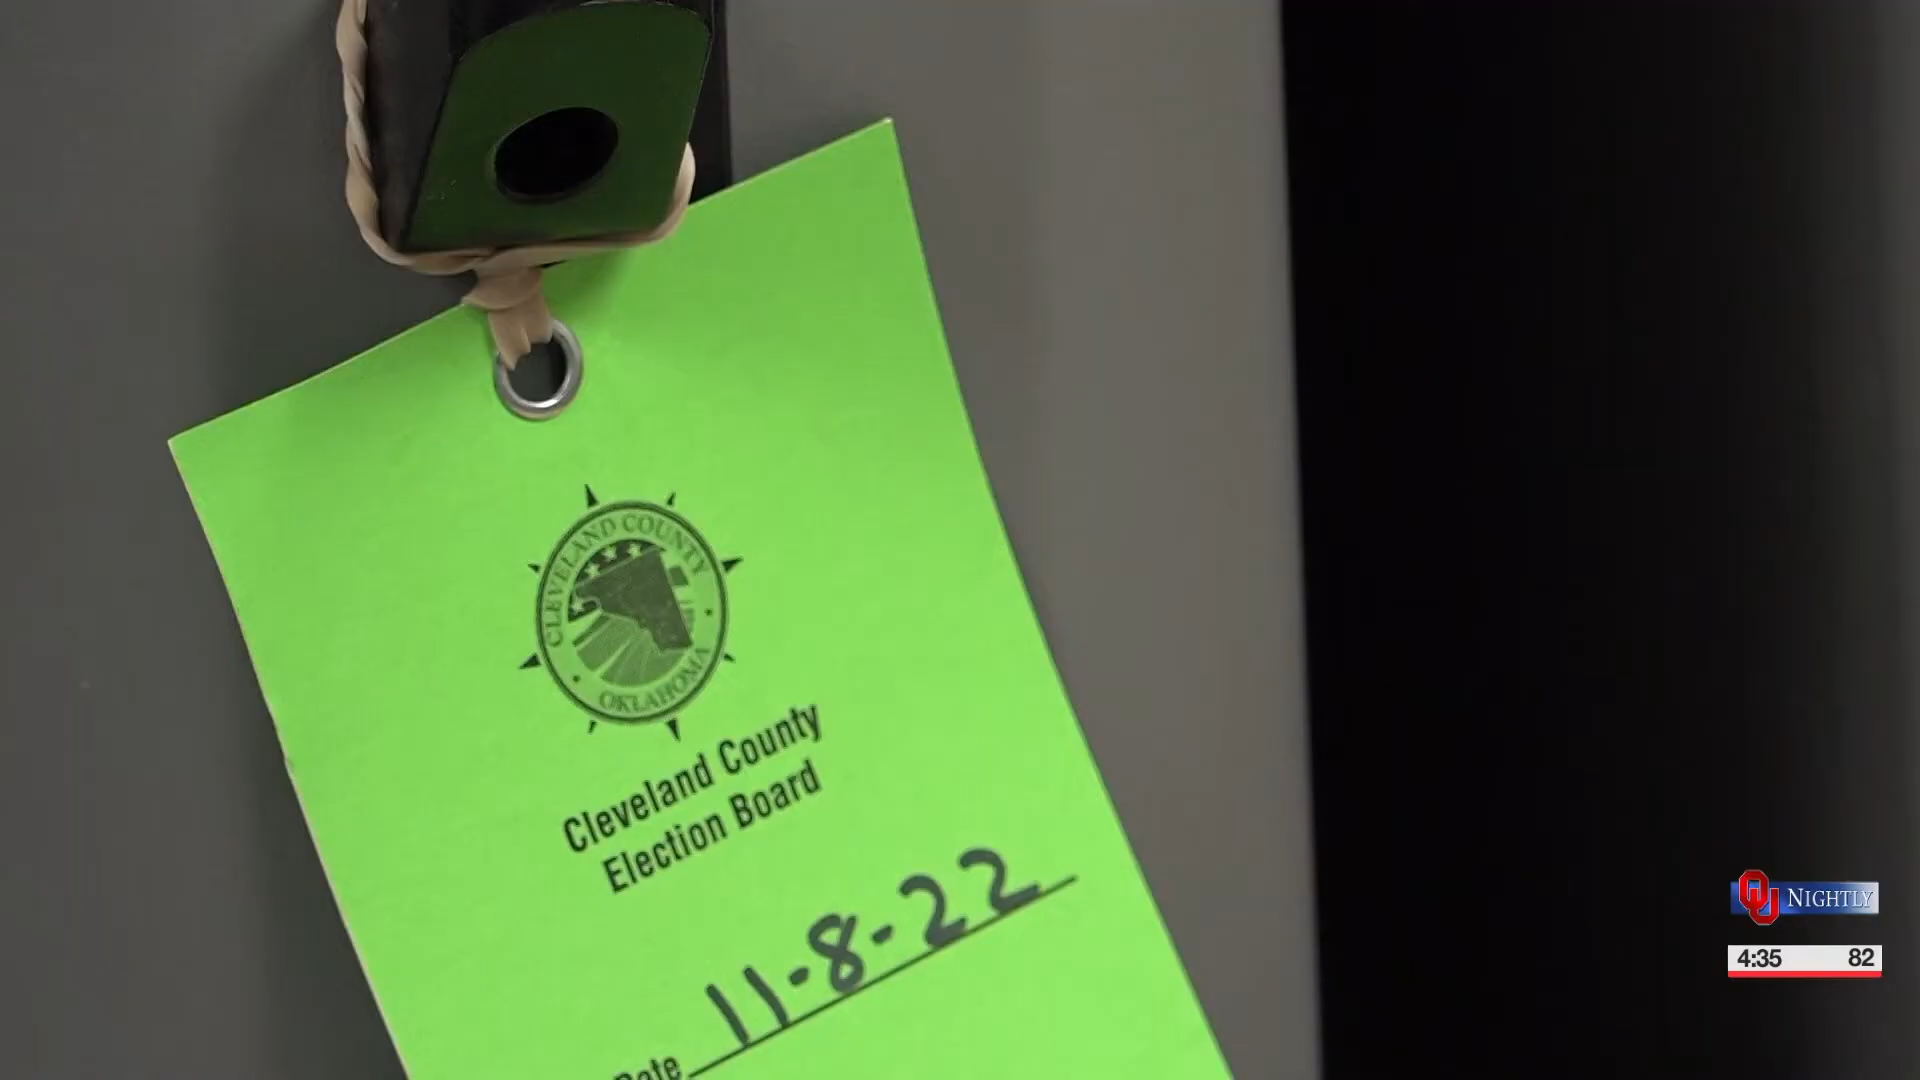 CLEVELAND COUNTY
OKLAHOMA
Cleveland County
Election Board
Date 11-8-22
OU NIGHTLY
4:35 82